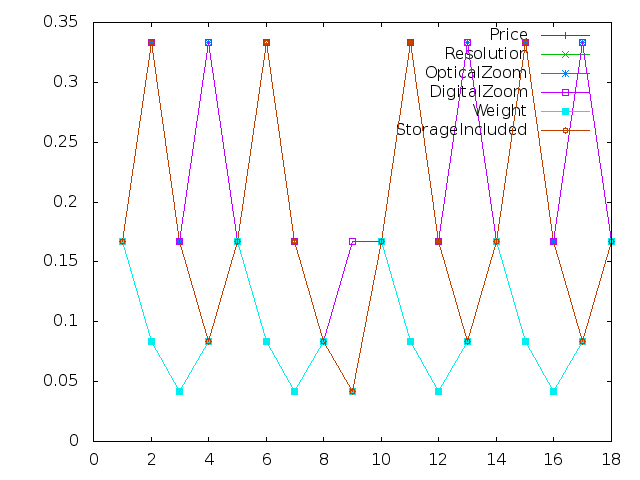 0.35
0.3
0.25
0.2
0.15
0.1
0.05
0
0 2 4 6 8 10 12 14 16 18
Price
Resolution
OpticalZoom
DigitalZoom
Weight
StorageIncluded